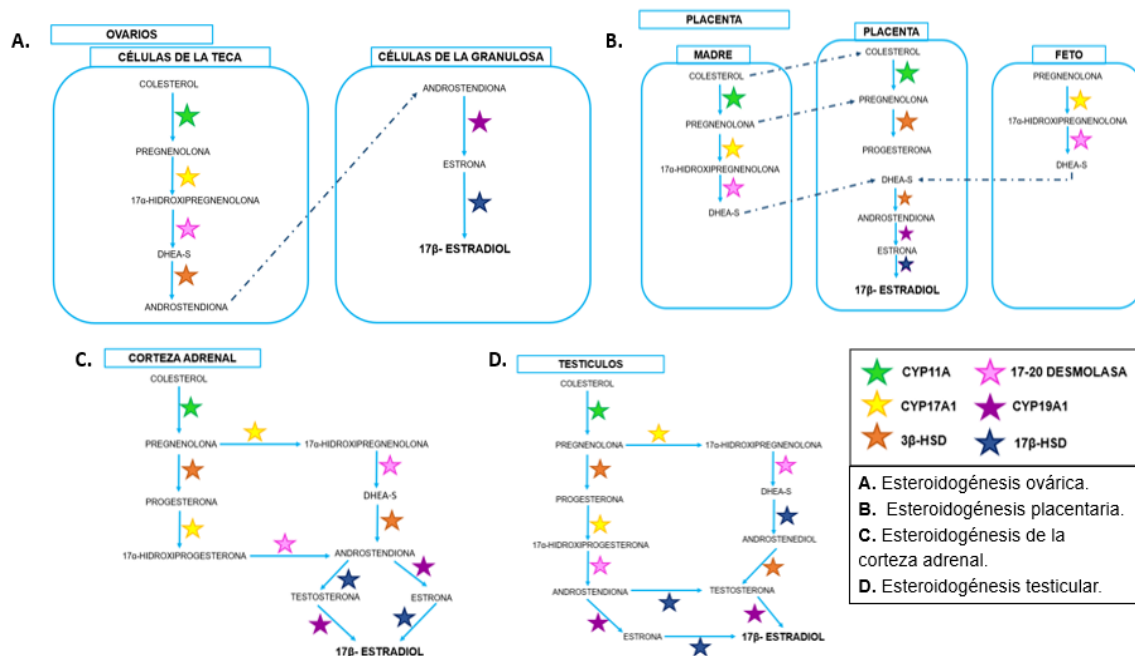 A.
OVARIOS
CÉLULAS DE LA TECA
COLESTEROL
PREGNENOLONA
17α-HIDROXIPREGNENOLONA
DHEA-S
ANDROSTENDIONA
CÉLULAS DE LA GRANULOSA
ANDROSTENDIONA
ESTRONA
17β- ESTRADIOL
B.
PLACENTA
MADRE
COLESTEROL
PREGNENOLONA
17α-HIDROXIPREGNENOLONA
DHEA-S
PLACENTA
COLESTEROL
PREGNENOLONA
PROGESTERONA
DHEA-S
ANDROSTENDIONA
ESTRONA
17β- ESTRADIOL
FETO
PREGNENOLONA
17α-HIDROXIPREGNENOLONA
DHEA-S
C.
CORTEZA ADRENAL
COLESTEROL
PREGNENOLONA
17α-HIDROXIPREGNENOLONA
PROGESTERONA
DHEA-S
17α-HIDROXIPROGESTERONA
ANDROSTENDIONA
TESTOSTERONA
ESTRONA
17β- ESTRADIOL
D.
TESTICULOS
COLESTEROL
PREGNENOLONA
17α-HIDROXIPREGNENOLONA
PROGESTERONA
DHEA-S
17α-HIDROXIPROGESTERONA
ANDROSTENEDIOL
ANDROSTENDIONA
TESTOSTERONA
ESTRONA
17β- ESTRADIOL
CYP11A
17-20 DESMOLASA
CYP17A1
CYP19A1
3β-HSD
17β-HSD
A. Esteroidogénesis ovárica.
B. Esteroidogénesis placentaria.
C. Esteroidogénesis de la
corteza adrenal.
D. Esteroidogénesis testicular.